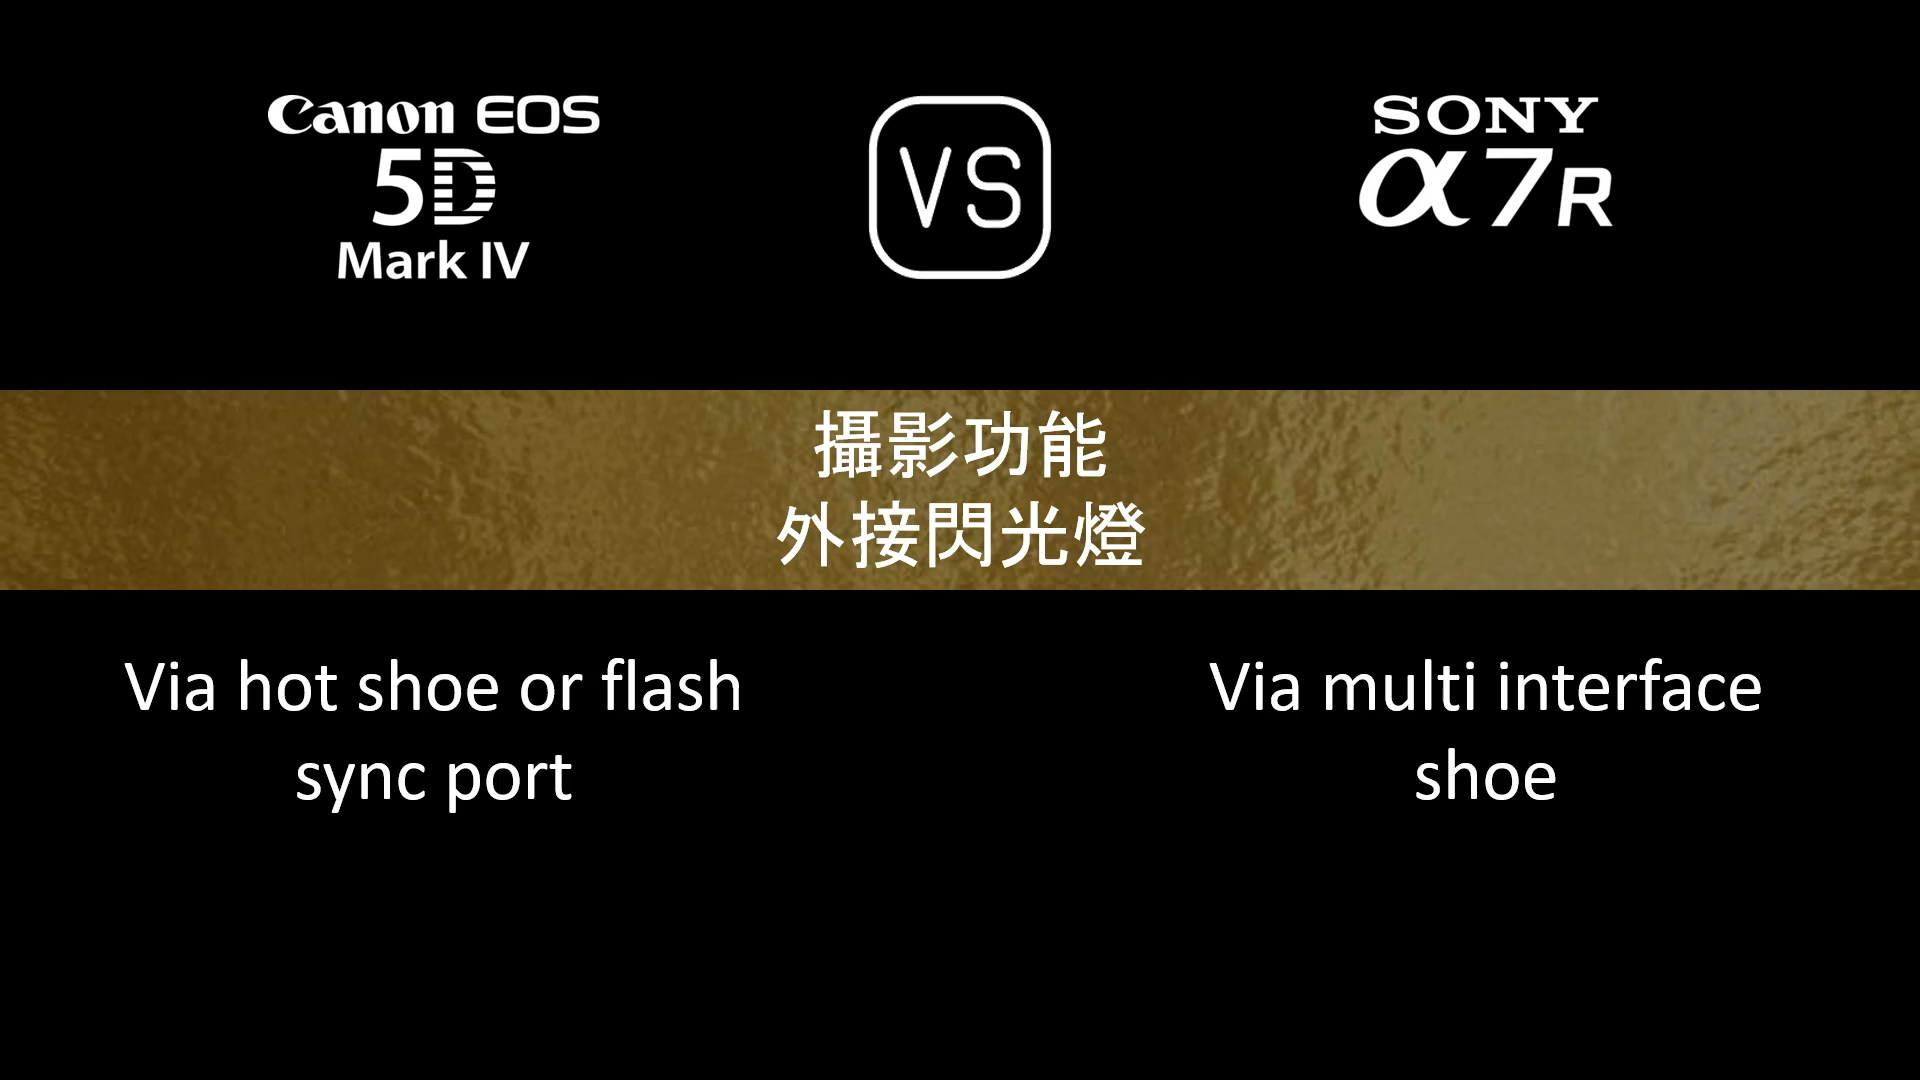 Canon EOS
5D
Mark IV
VS
SONY
α7R
攝影功能
外接閃光燈
Via hot shoe or flash
sync port
Via multi interface
shoe